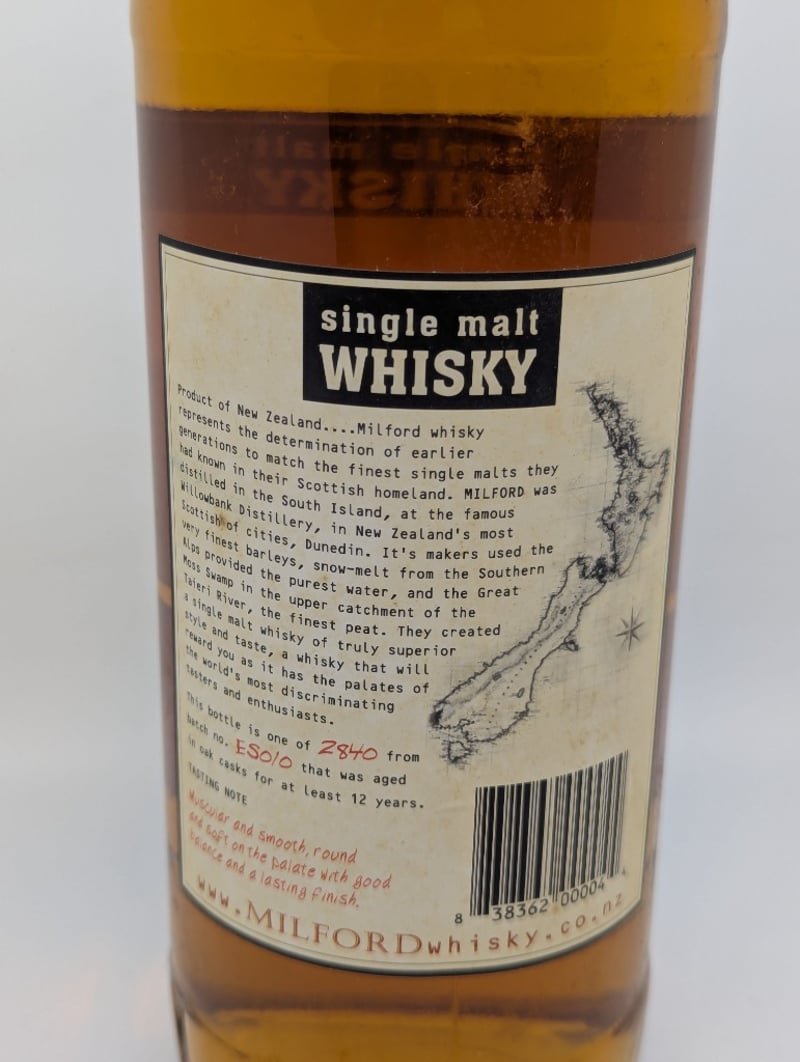 single malt
WHISKY
Product of New Zealand....Milford whisky
represents the determination of earlier
generations to match the finest single malts they
had known in their Scottish homeland. MILFORD was
distilled in the South Island, at the famous
Willowbank Distillery, in New Zealand's most
Scottish of cities, Dunedin. It's makers used the
very finest barleys, snow-melt from the Southern
Alps provided the purest water, and the Great
Moss Swamp in the upper catchment of the
Taieri River, the finest peat. They created
a single malt whisky of truly superior
style and taste, a whisky that will
reward you as it has the palates of
the world's most discriminating
tasters and enthusiasts.
This bottle is one of 2840 from
batch no. ES010 that was aged
in oak casks for at least 12 years.
TASTING NOTE
Muscular and smooth, round
and soft on the palate with good
balance and a lasting finish.
8 38362 00004 4
www.MILFORDwhisky.co.nz